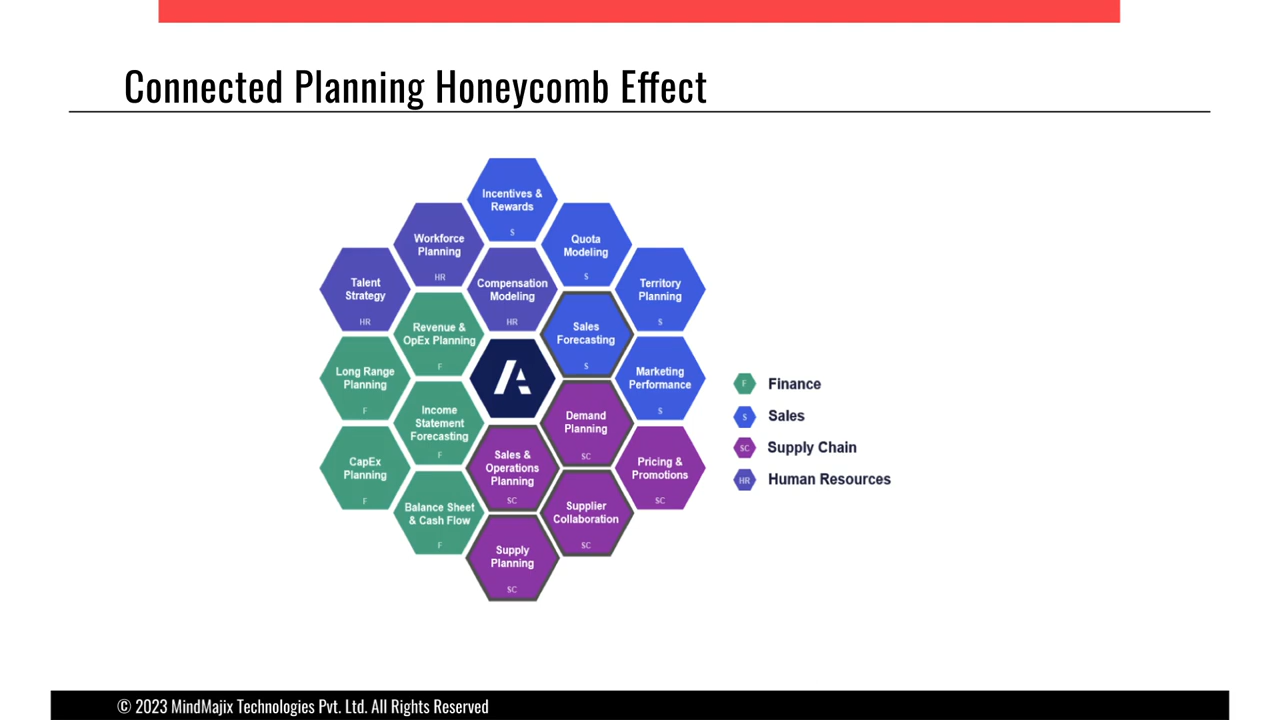 Connected Planning Honeycomb Effect
Incentives &
Rewards
S
Workforce
Planning
HR
Quota
Modeling
S
Talent
Strategy
HR
Compensation
Modeling
HR
Territory
Planning
S
Revenue &
OpEx Planning
F
Sales
Forecasting
S
Long Range
Planning
F
Marketing
Performance
S
Income
Statement
Forecasting
F
Demand
Planning
SC
CapEx
Planning
F
Sales &
Operations
Planning
SC
Pricing &
Promotions
SC
Balance Sheet
& Cash Flow
F
Supplier
Collaboration
SC
Supply
Planning
SC
F Finance
S Sales
SC Supply Chain
HR Human Resources
© 2023 MindMajix Technologies Pvt. Ltd. All Rights Reserved